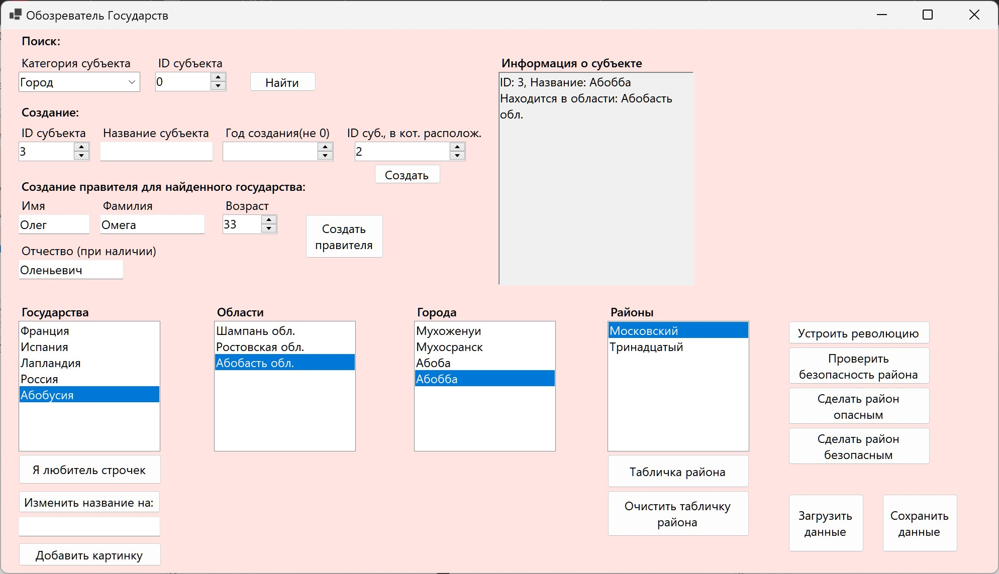 Обозреватель Государств
Поиск:
Категория субъекта
ID субъекта
Город
0
Найти
Информация о субъекте
ID: 3, Название: Абобба
Находится в области: Абобасть
обл.
Создание:
ID субъекта
Название субъекта
Год создания(не 0)
ID суб., в кот. располож.
3
2
Создать
Создание правителя для найденного государства:
Имя
Фамилия
Возраст
Олег
Омега
33
Создать
правителя
Отчество (при наличии)
Оленьевич
Государства
Франция
Испания
Лапландия
Россия
Абобусия
Области
Шампань обл.
Ростовская обл.
Абобасть обл.
Города
Мухоженуи
Мухосранск
Абоба
Абобба
Районы
Московский
Тринадцатый
Устроить революцию
Проверить
безопасность района
Сделать район
опасным
Сделать район
безопасным
Я любитель строчек
Изменить название на:
Добавить картинку
Табличка района
Очистить табличку
района
Загрузить
данные
Сохранить
данные